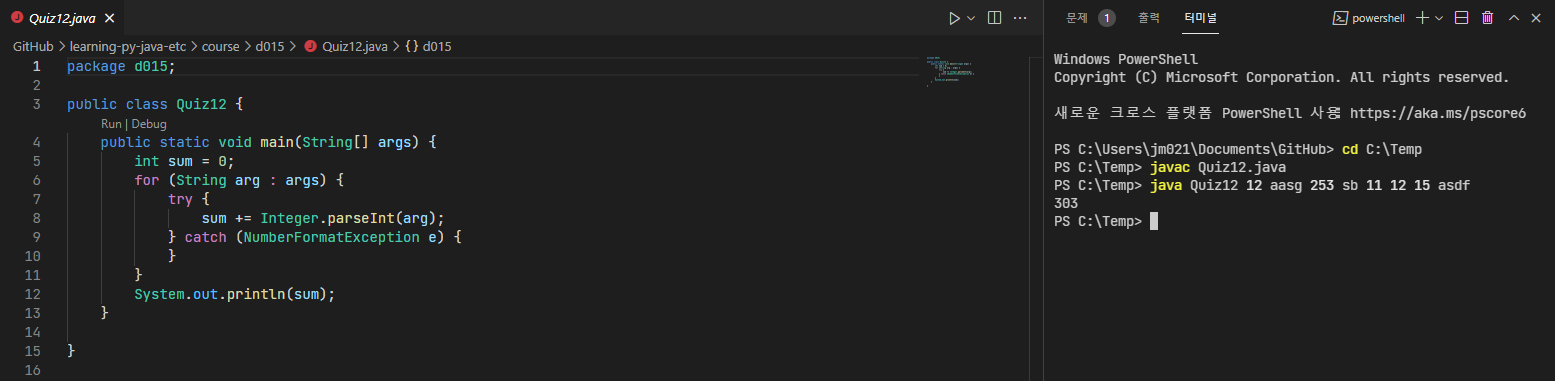 Quiz12.java
GitHub > learning-py-java-etc > course > d015 > Quiz12.java > {} d015
1 package d015;
2
3 public class Quiz12 {
Run | Debug
4 public static void main(String[] args) {
5 int sum = 0;
6 for (String arg : args) {
7 try {
8 sum += Integer.parseInt(arg);
9 } catch (NumberFormatException e) {
10 }
11 }
12 System.out.println(sum);
13 }
14
15 }
16
문제 1 출력 터미널 powershell
Windows PowerShell
Copyright (C) Microsoft Corporation. All rights reserved.
새로운 크로스 플랫폼 PowerShell 사용 https://aka.ms/pscore6
PS C:\Users\jm021\Documents\GitHub> cd C:\Temp
PS C:\Temp> javac Quiz12.java
PS C:\Temp> java Quiz12 12 aasg 253 sb 11 12 15 asdf
303
PS C:\Temp>